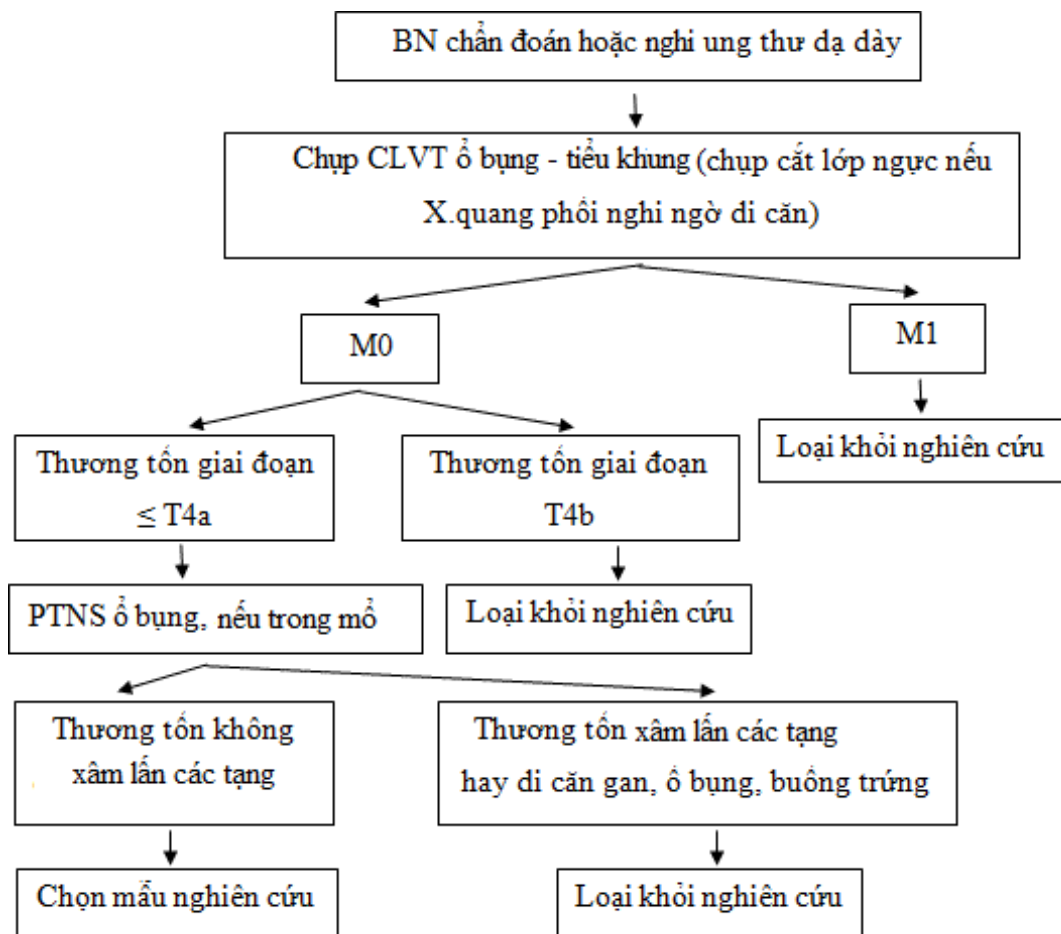 BN chẩn đoán hoặc nghi ung thư dạ dày
Chụp CLVT ổ bụng - tiểu khung (chụp cắt lớp ngực nếu
X.quang phổi nghi ngờ di căn)
M0
M1
Thương tổn giai đoạn
≤ T4a
Thương tổn giai đoạn
T4b
Loại khỏi nghiên cứu
PTNS ổ bụng, nếu trong mổ
Loại khỏi nghiên cứu
Thương tổn không
xâm lấn các tạng
Thương tổn xâm lấn các tạng
hay di căn gan, ổ bụng, buồng trứng
Chọn mẫu nghiên cứu
Loại khỏi nghiên cứu